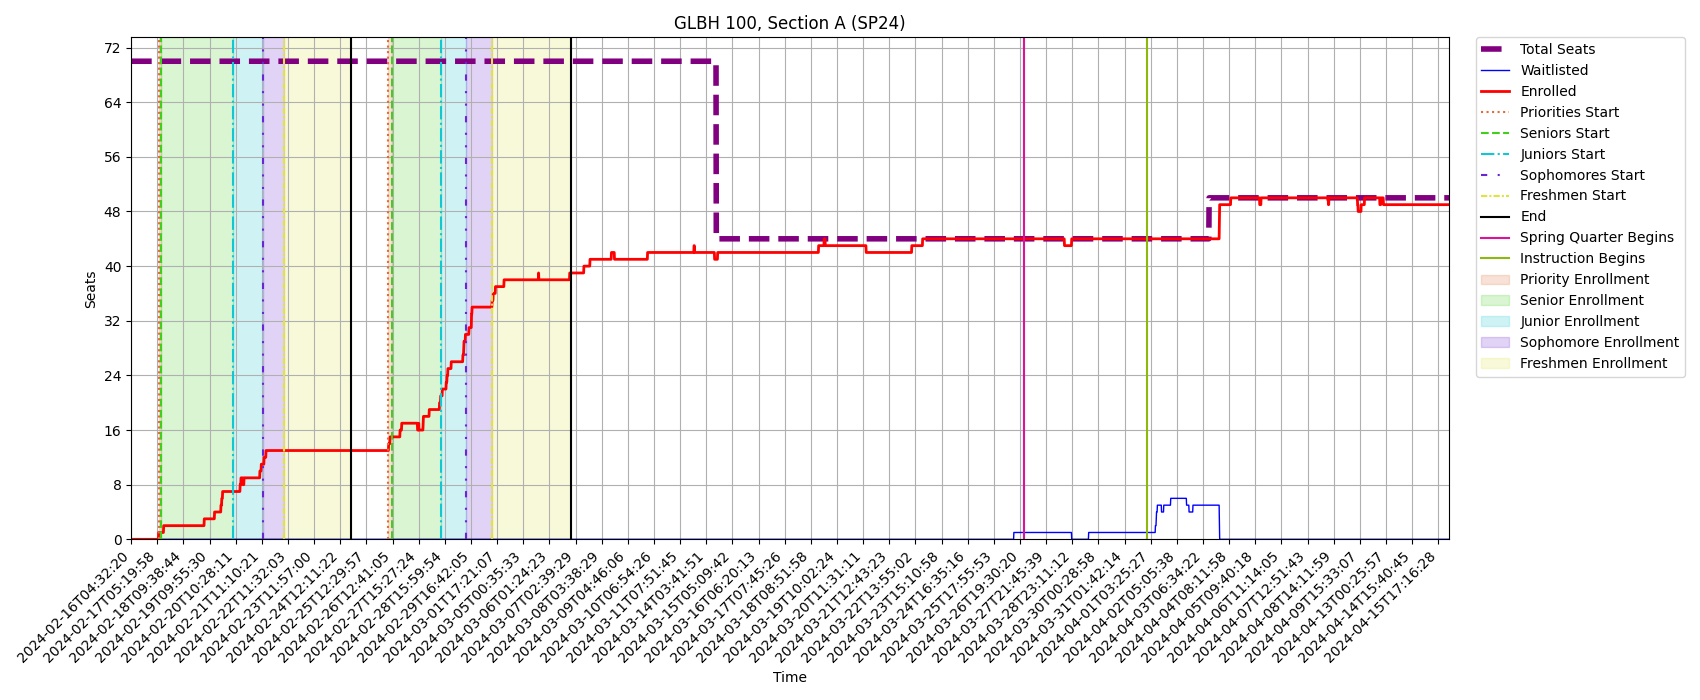 GLBH 100, Section A (SP24)
72
64
56
48
40
32
24
16
8
0
Seats
2024-02-16T04:32:20
2024-02-17T05:19:58
2024-02-18T09:38:44
2024-02-19T09:55:30
2024-02-20T10:28:11
2024-02-21T11:10:21
2024-02-22T11:32:03
2024-02-23T11:57:00
2024-02-24T12:11:22
2024-02-25T12:29:57
2024-02-26T12:41:05
2024-02-27T15:27:24
2024-02-28T15:59:54
2024-02-29T16:42:05
2024-03-01T17:21:07
2024-03-05T00:35:33
2024-03-06T01:24:23
2024-03-07T02:39:29
2024-03-08T03:38:29
2024-03-09T04:46:06
2024-03-10T06:54:26
2024-03-11T07:51:45
2024-03-14T03:41:51
2024-03-15T05:09:42
2024-03-16T06:20:13
2024-03-17T07:45:26
2024-03-18T08:51:58
2024-03-19T10:02:24
2024-03-20T11:31:11
2024-03-21T12:43:23
2024-03-22T13:55:02
2024-03-23T15:10:58
2024-03-24T16:35:16
2024-03-25T17:55:53
2024-03-26T19:30:20
2024-03-27T21:45:39
2024-03-28T23:11:12
2024-03-30T00:28:58
2024-03-31T01:42:14
2024-04-01T03:25:27
2024-04-02T05:05:38
2024-04-03T06:34:22
2024-04-04T08:11:58
2024-04-05T09:40:18
2024-04-06T11:14:05
2024-04-07T12:51:43
2024-04-08T14:11:59
2024-04-09T15:33:07
2024-04-13T00:25:57
2024-04-14T15:40:45
2024-04-15T17:16:28
Time
Total Seats
Waitlisted
Enrolled
Priorities Start
Seniors Start
Juniors Start
Sophomores Start
Freshmen Start
End
Spring Quarter Begins
Instruction Begins
Priority Enrollment
Senior Enrollment
Junior Enrollment
Sophomore Enrollment
Freshmen Enrollment